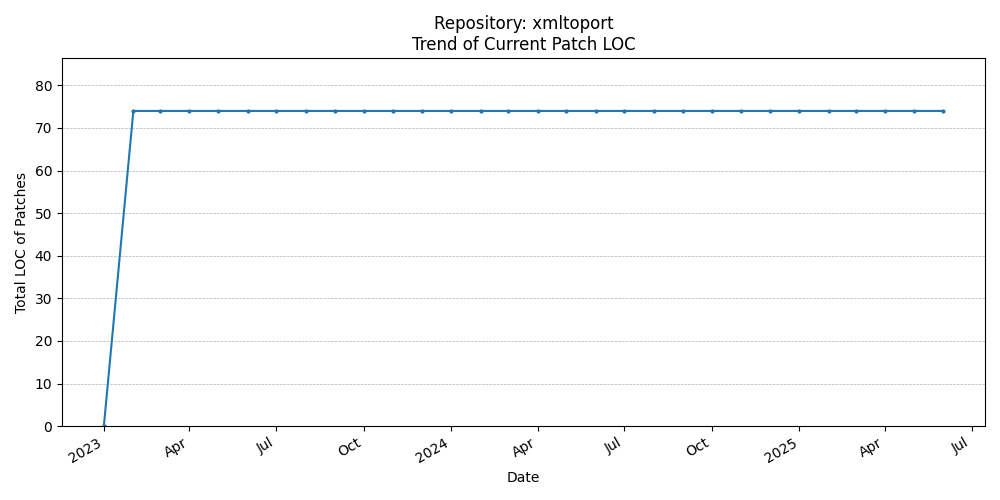 Repository: xmltoport
Trend of Current Patch LOC
Total LOC of Patches
80
70
60
50
40
30
20
10
0
2023
Apr
Jul
Oct
2024
Apr
Jul
Oct
2025
Apr
Jul
Date